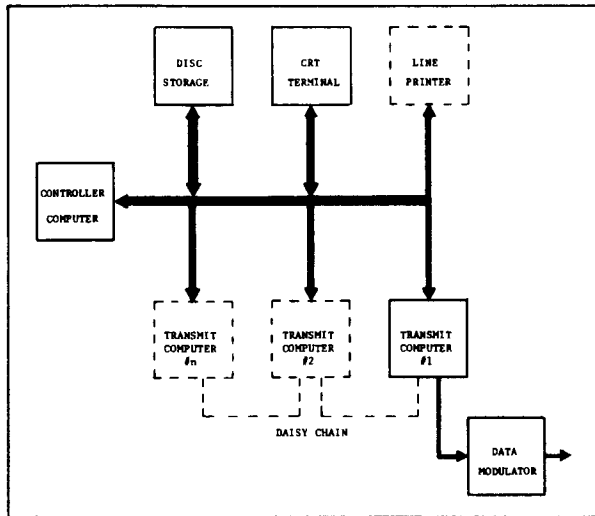 DISC
STORAGE
CRT
TERMINAL
LINE
PRINTER
CONTROLLER
COMPUTER
TRANSMIT
COMPUTER
#n
TRANSMIT
COMPUTER
#2
TRANSMIT
COMPUTER
#1
DAISY CHAIN
DATA
MODULATOR